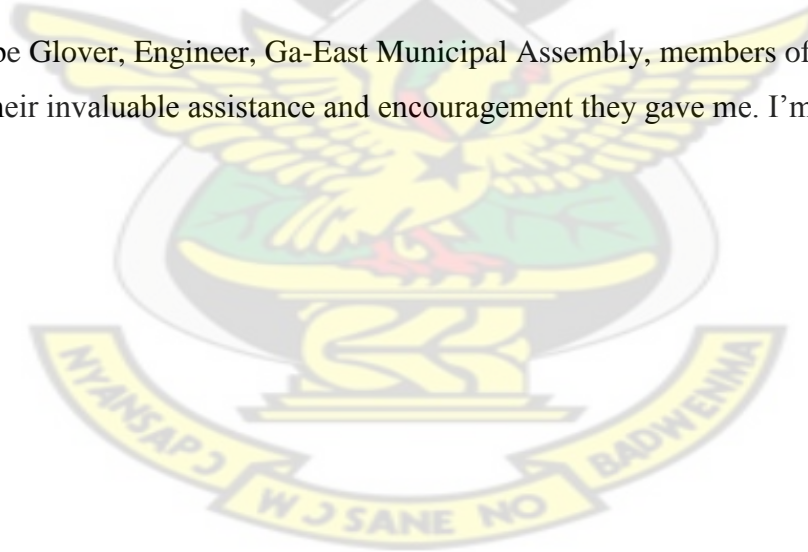 be Glover, Engineer, Ga-East Municipal Assembly, members of
heir invaluable assistance and encouragement they gave me. I’m
NYANSAPƆ WƆSANE NO BADWENMA